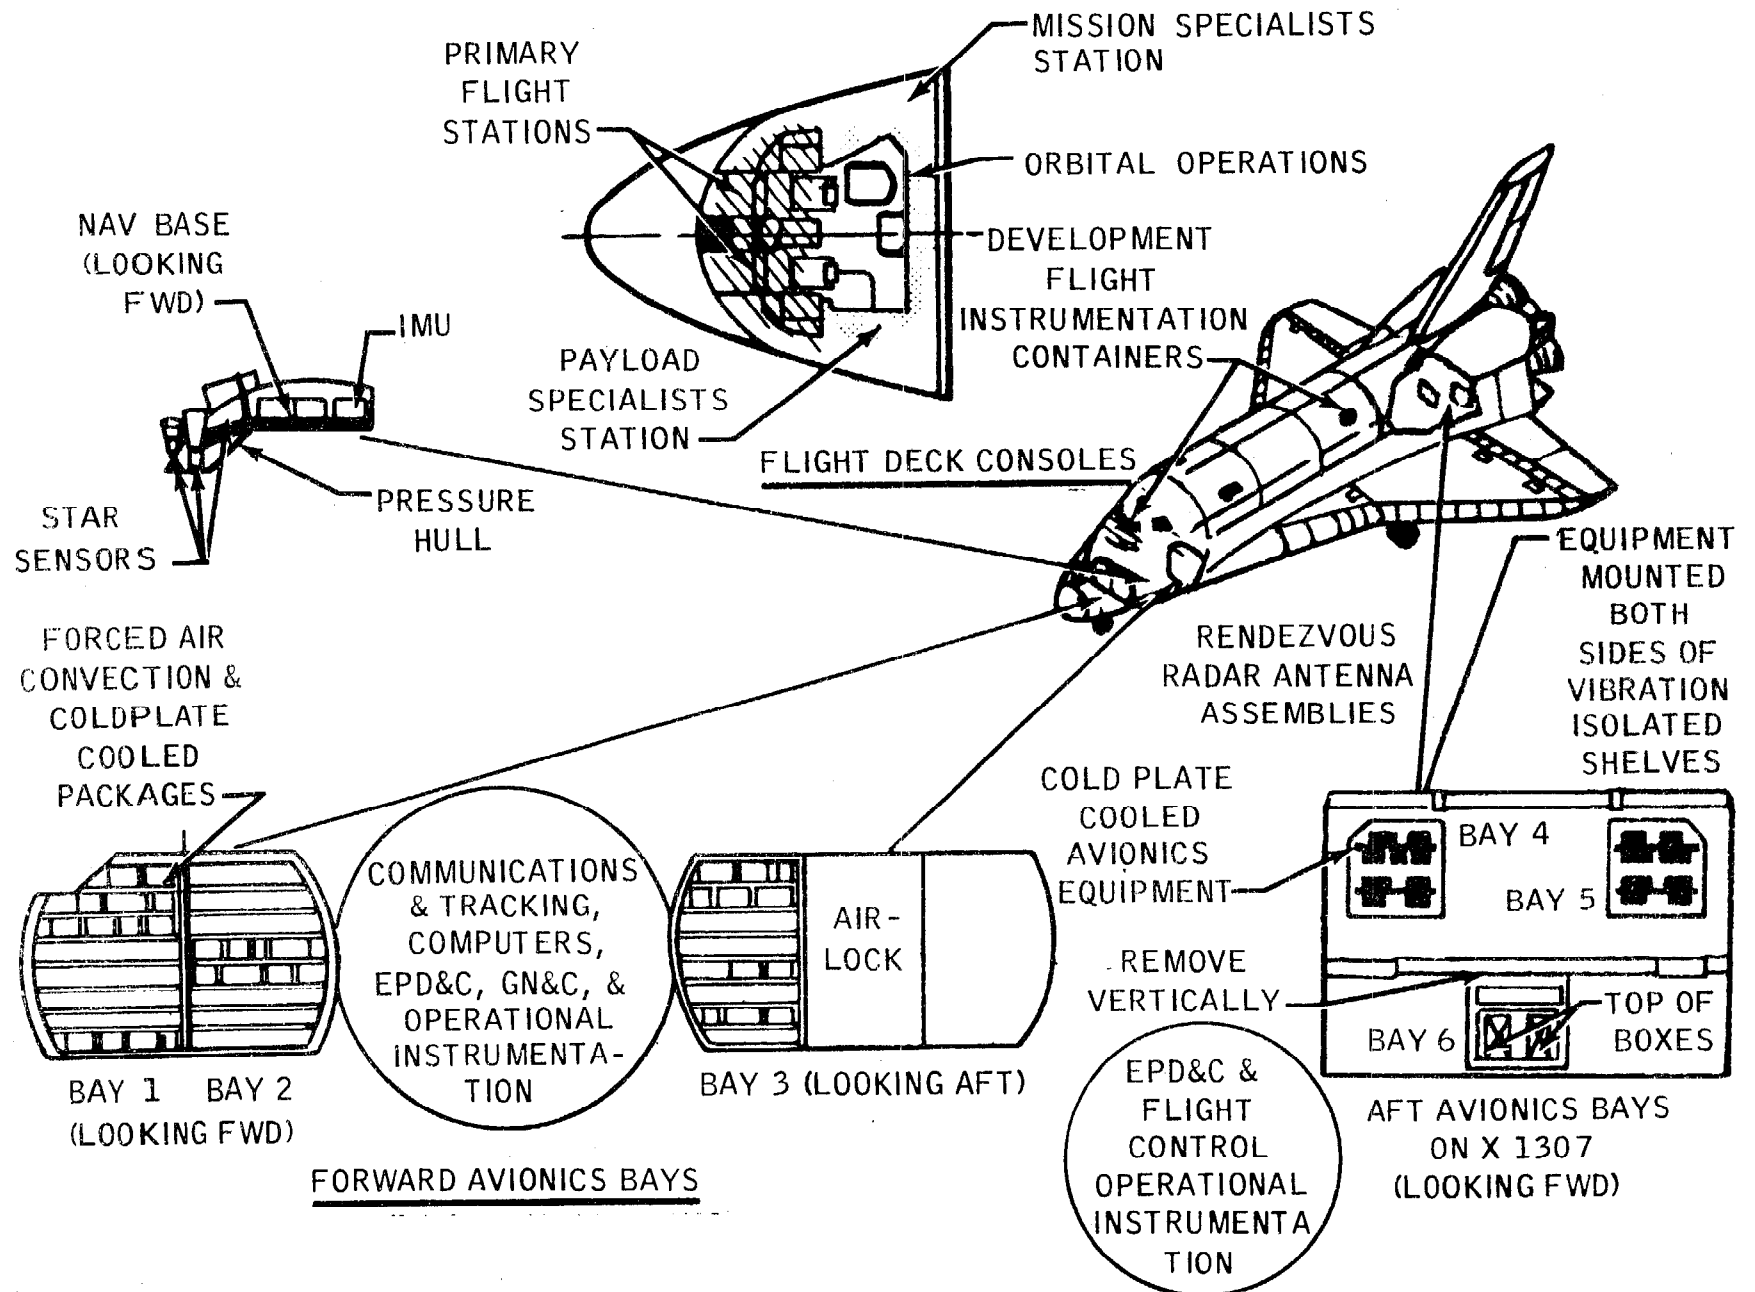 MISSION SPECIALISTS
STATION
PRIMARY
FLIGHT
STATIONS
ORBITAL OPERATIONS
NAV BASE
(LOOKING
FWD)
IMU
DEVELOPMENT
FLIGHT
INSTRUMENTATION
CONTAINERS
PAYLOAD
SPECIALISTS
STATION
FLIGHT DECK CONSOLES
PRESSURE
HULL
STAR
SENSORS
EQUIPMENT
MOUNTED
BOTH
SIDES OF
VIBRATION
ISOLATED
SHELVES
RENDEZVOUS
RADAR ANTENNA
ASSEMBLIES
FORCED AIR
CONVECTION &
COLDPLATE
COOLED
PACKAGES
COLD PLATE
COOLED
AVIONICS
EQUIPMENT
BAY 4
BAY 5
COMMUNICATIONS
& TRACKING,
COMPUTERS,
EPD&C, GN&C, &
OPERATIONAL
INSTRUMENTA-
TION
AIR-
LOCK
REMOVE
VERTICALLY
BAY 6
TOP OF
BOXES
BAY 1 BAY 2
(LOOKING FWD)
BAY 3 (LOOKING AFT)
EPD&C &
FLIGHT
CONTROL
OPERATIONAL
INSTRUMENTA
TION
AFT AVIONICS BAYS
ON X 1307
(LOOKING FWD)
FORWARD AVIONICS BAYS